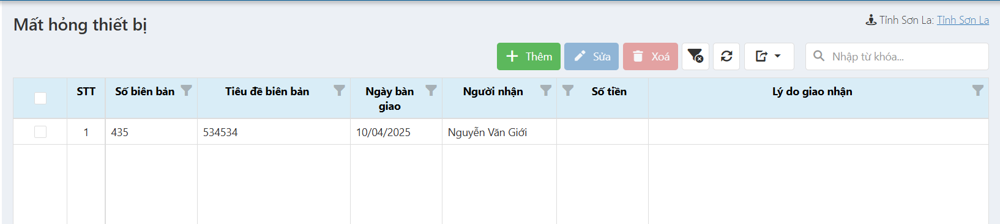 Mất hỏng thiết bị
Tỉnh Sơn La: Tỉnh Sơn La
Thêm Sửa Xoá Nhập từ khóa...
STT Số biên bản Tiêu đề biên bản Ngày bàn giao Người nhận Số tiền Lý do giao nhận
1 435 534534 10/04/2025 Nguyễn Văn Giới